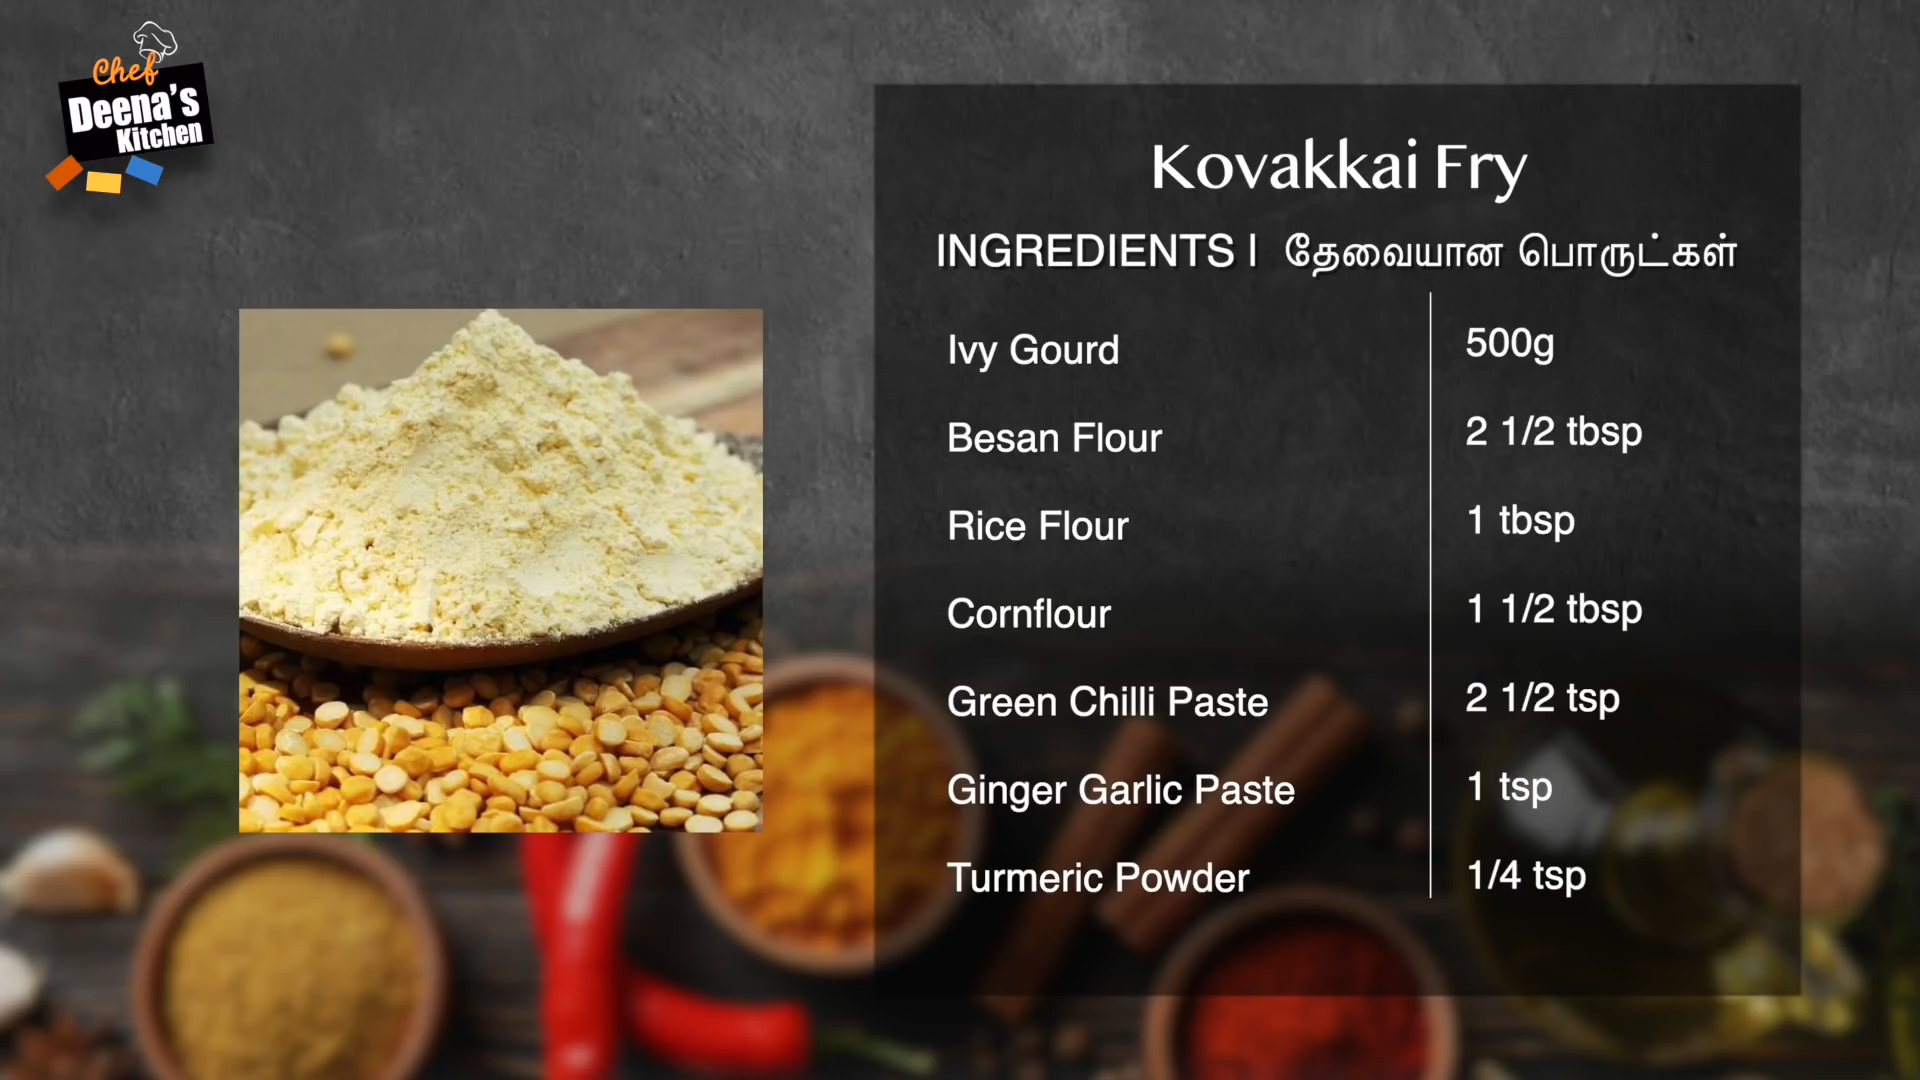 Chef
Deena's
Kitchen
Kovakkai Fry
INGREDIENTS | தேவையான பொருட்கள்
Ivy Gourd 500g
Besan Flour 2 1/2 tbsp
Rice Flour 1 tbsp
Cornflour 1 1/2 tbsp
Green Chilli Paste 2 1/2 tsp
Ginger Garlic Paste 1 tsp
Turmeric Powder 1/4 tsp